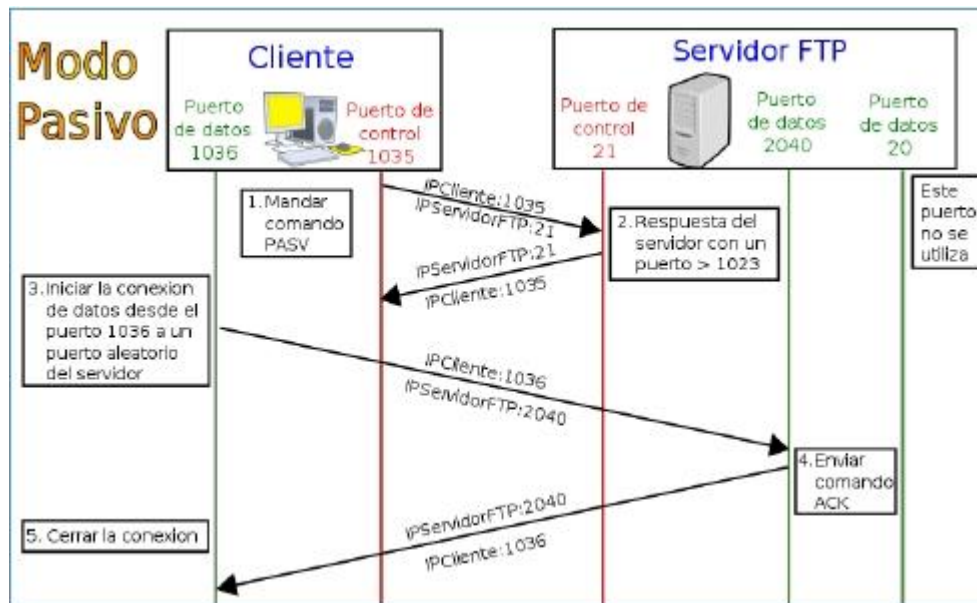 Modo
Pasivo
Cliente
Puerto
de datos
1036
Puerto de
control
1035
Servidor FTP
Puerto de
control
21
Puerto
de datos
2040
Puerto
de datos
20
1.Mandar
comando
PASV
IPCliente:1035
IPServidorFTP:21
2.Respuesta del
servidor con un
puerto > 1023
Este
puerto
no se
utiliza
IPServidorFTP:21
IPCliente:1035
3.Iniciar la conexion
de datos desde el
puerto 1036 a un
puerto aleatorio
del servidor
IPCliente:1036
IPServidorFTP:2040
4.Enviar
comando
ACK
IPServidorFTP:2040
IPCliente:1036
5. Cerrar la conexion